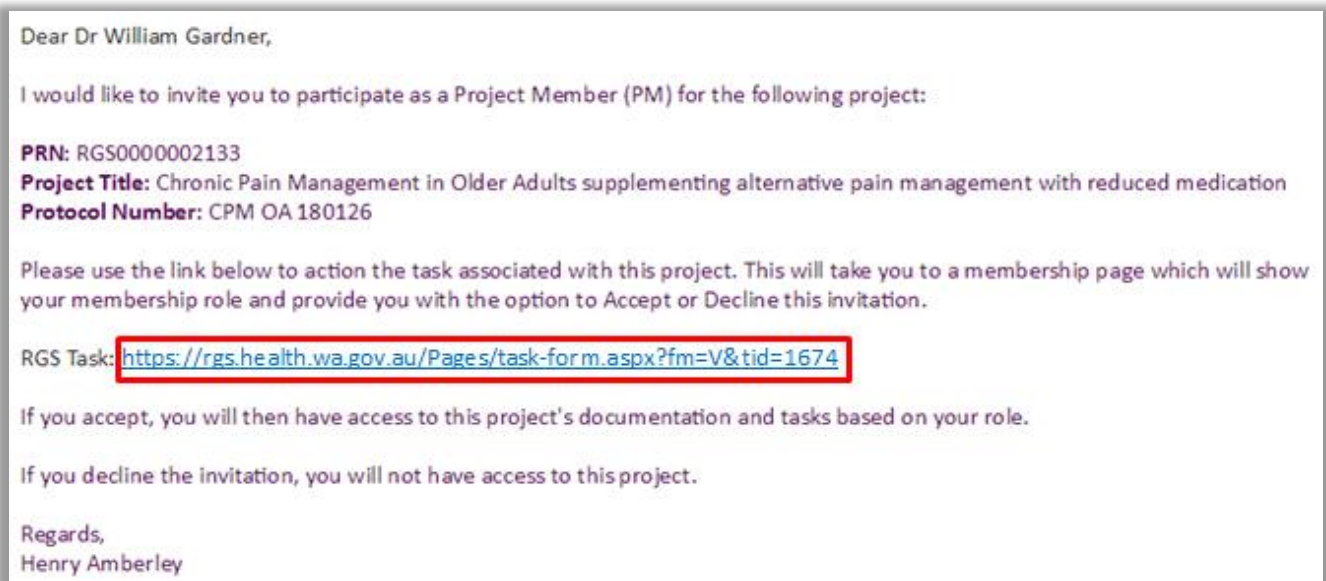 Dear Dr William Gardner,
I would like to invite you to participate as a Project Member (PM) for the following project:
PRN: RGS0000002133
Project Title: Chronic Pain Management in Older Adults supplementing alternative pain management with reduced medication
Protocol Number: CPM OA 180126
Please use the link below to action the task associated with this project. This will take you to a membership page which will show
your membership role and provide you with the option to Accept or Decline this invitation.
RGS Task: https://rgs.health.wa.gov.au/Pages/task-form.aspx?fm=V&tid=1674
If you accept, you will then have access to this project's documentation and tasks based on your role.
If you decline the invitation, you will not have access to this project.
Regards,
Henry Amberley